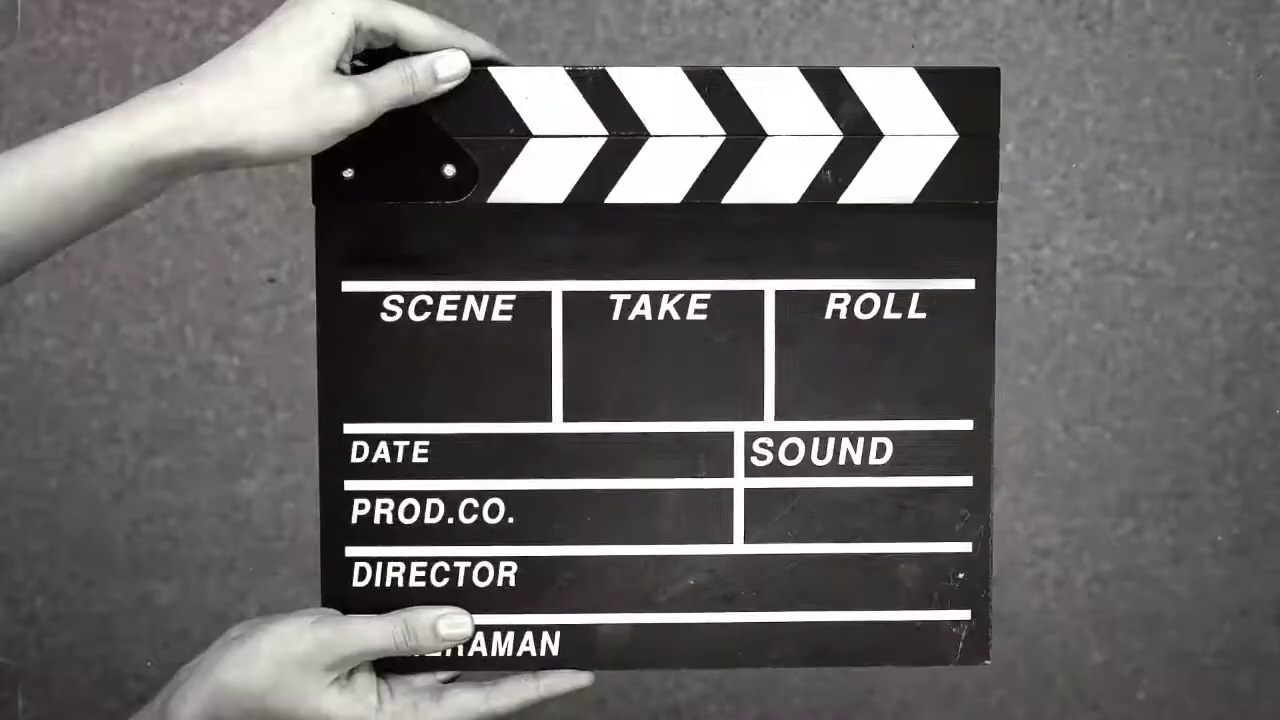 SCENE TAKE ROLL
DATE SOUND
PROD.CO.
DIRECTOR